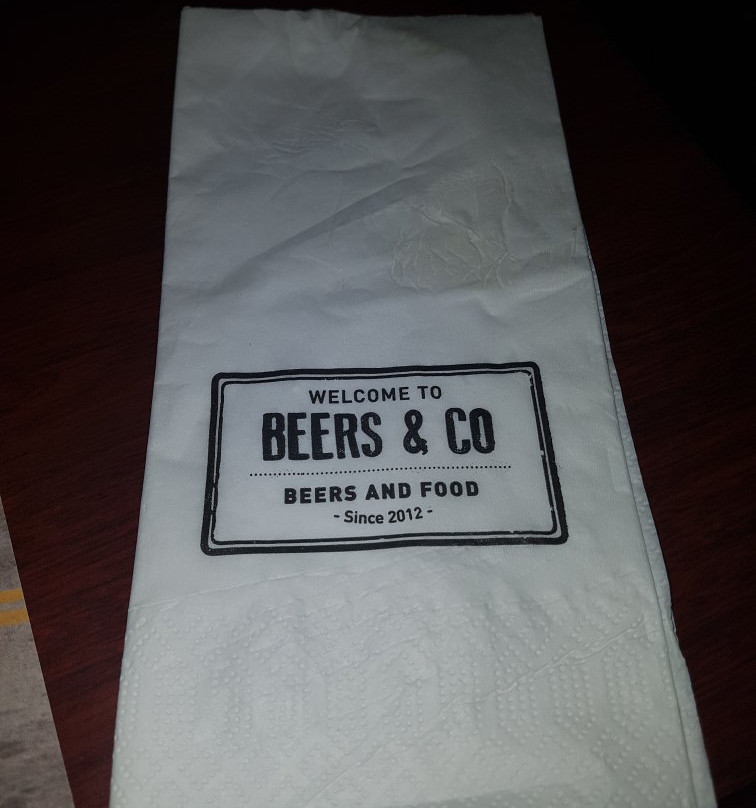 WELCOME TO
BEERS & CO
BEERS AND FOOD
- Since 2012 -